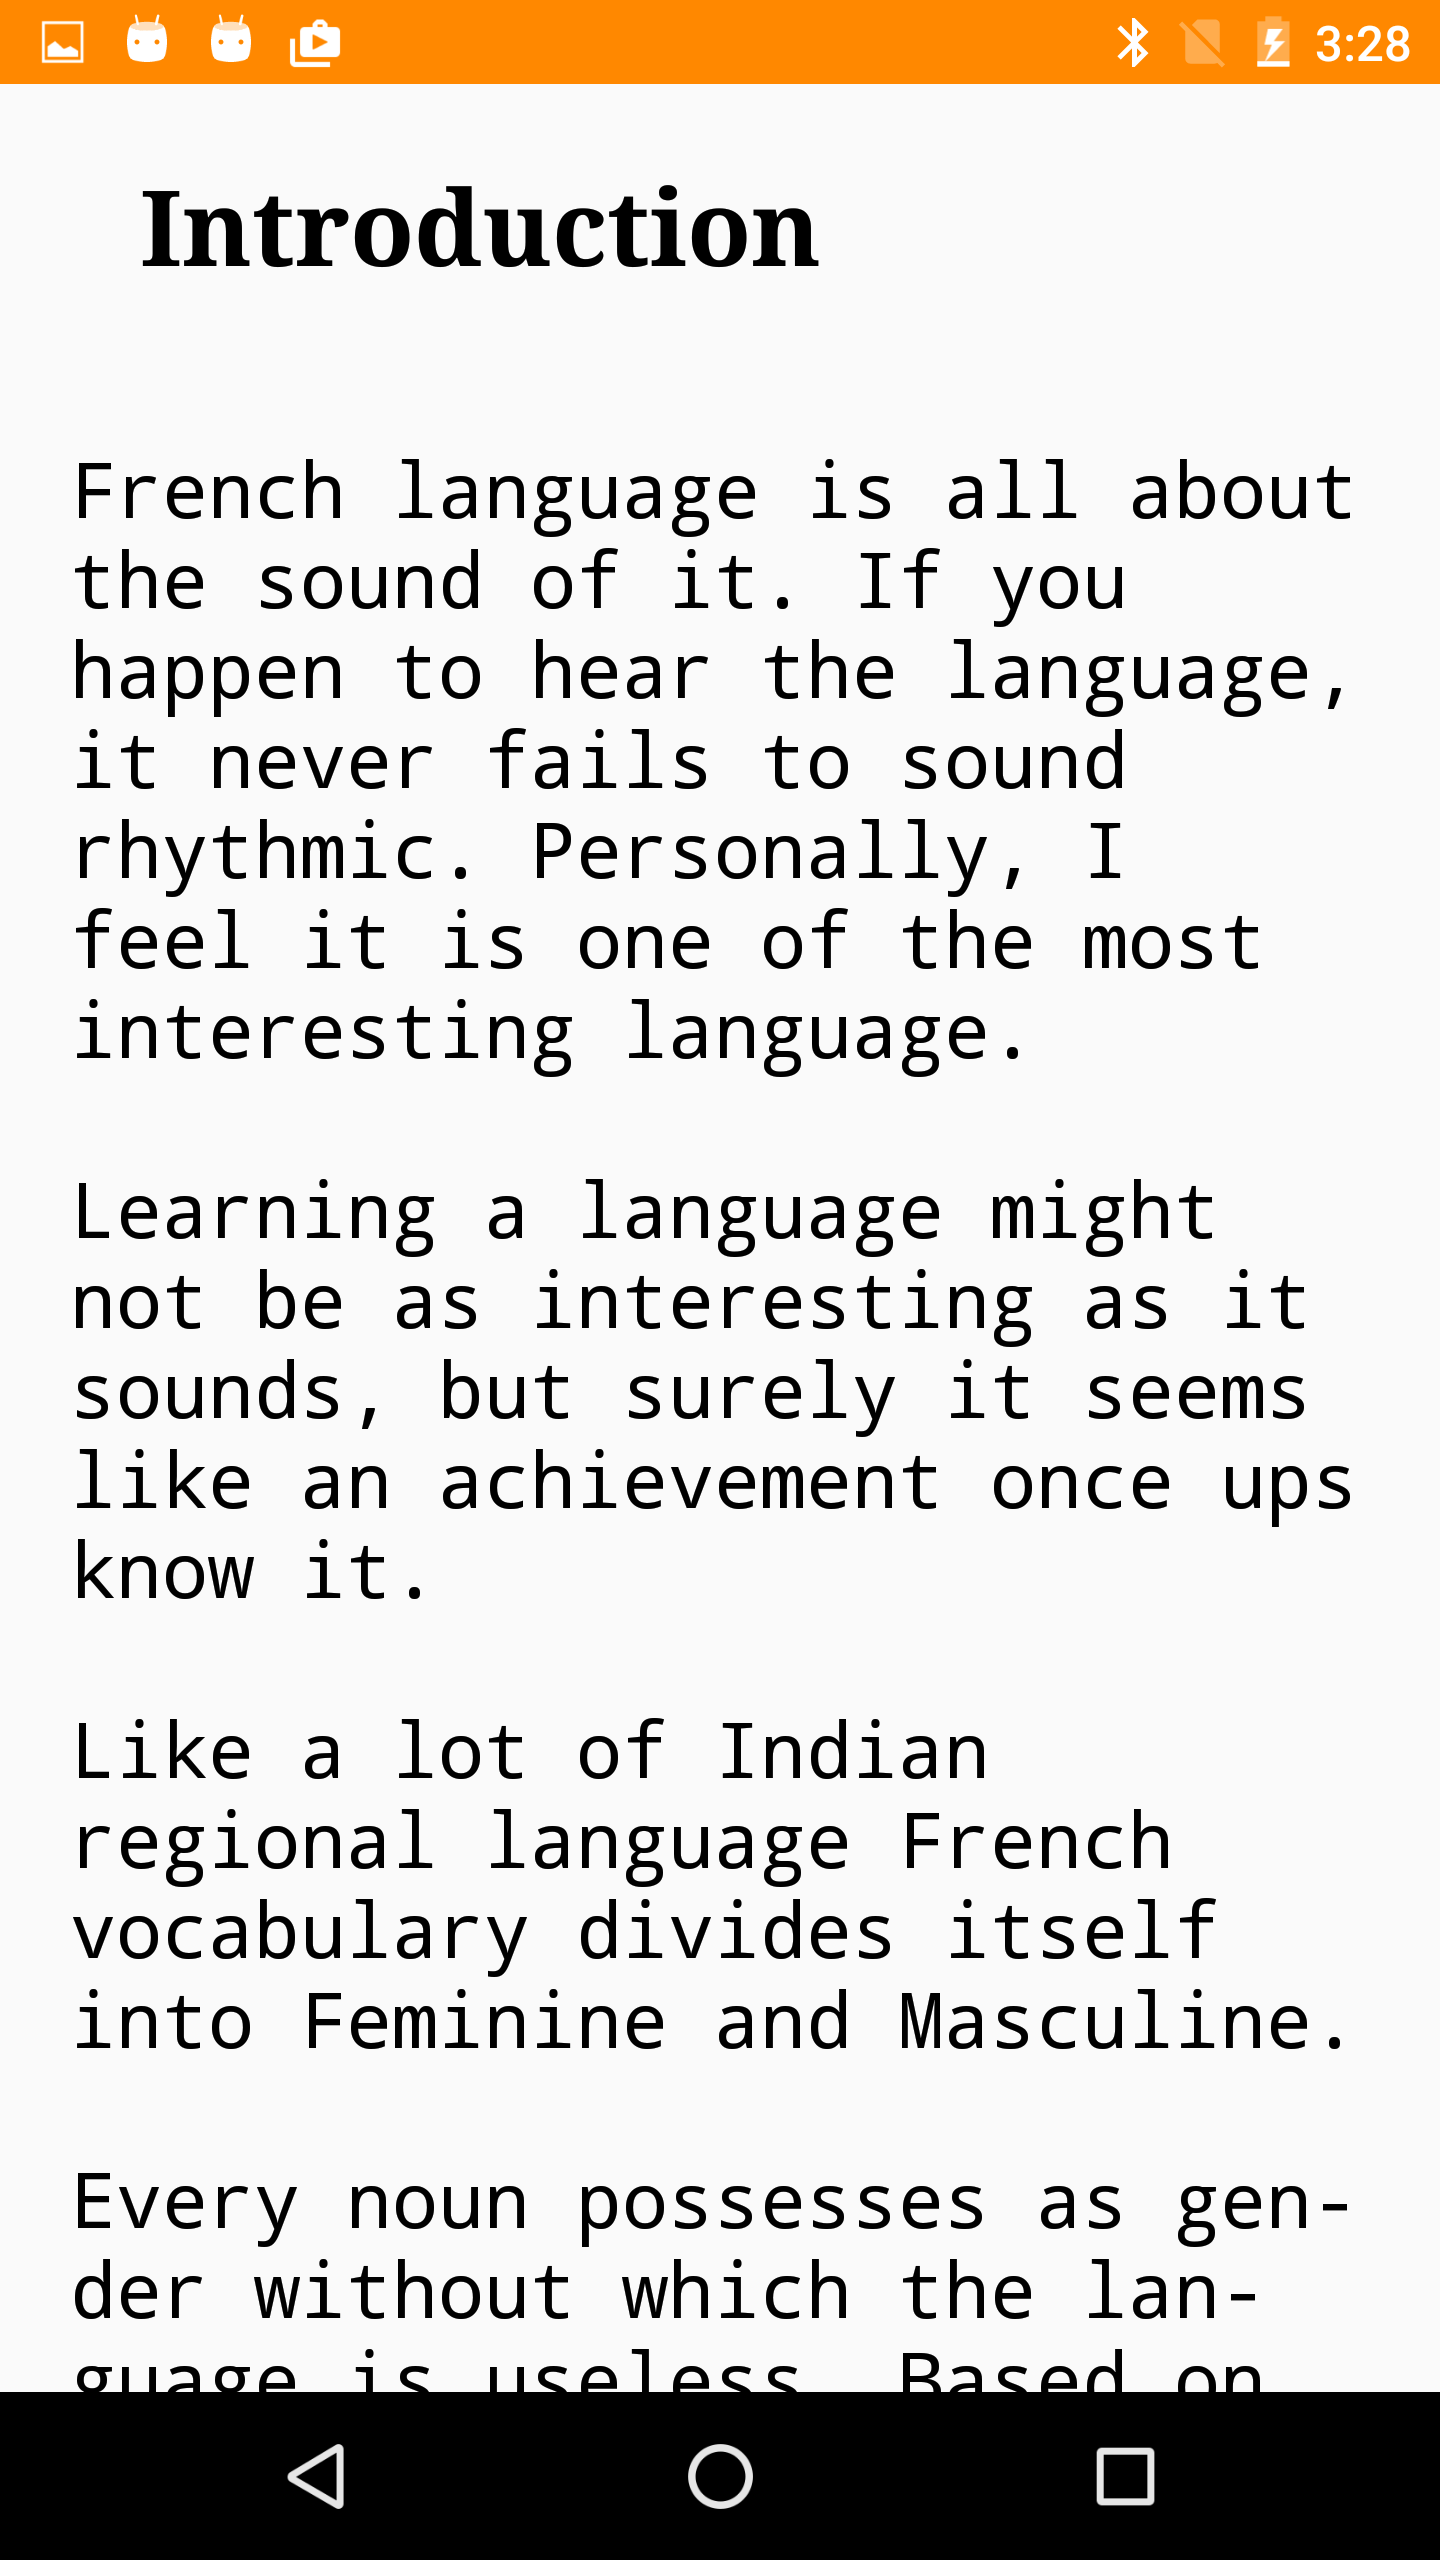 3:28
Introduction
French language is all about
the sound of it. If you
happen to hear the language,
it never fails to sound
rhythmic. Personally, I
feel it is one of the most
interesting language.
Learning a language might
not be as interesting as it
sounds, but surely it seems
like an achievement once ups
know it.
Like a lot of Indian
regional language French
vocabulary divides itself
into Feminine and Masculine.
Every noun possesses as gen-
der without which the lan-
guage is useless. Based on